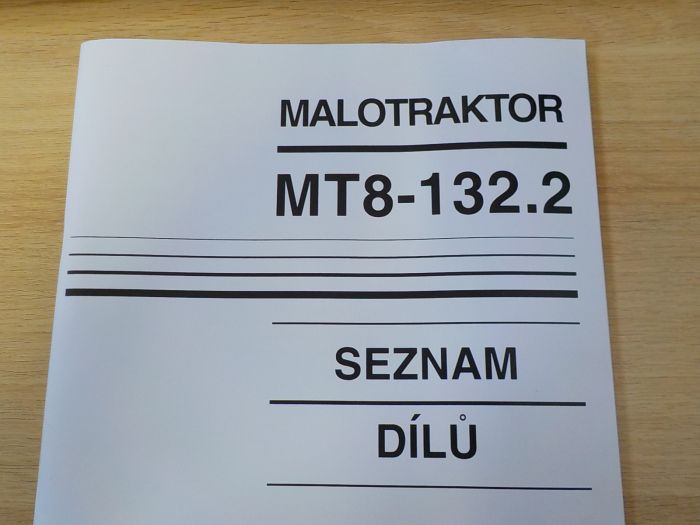 MALOTRAKTOR
MT8-132.2
SEZNAM
DÍLŮ